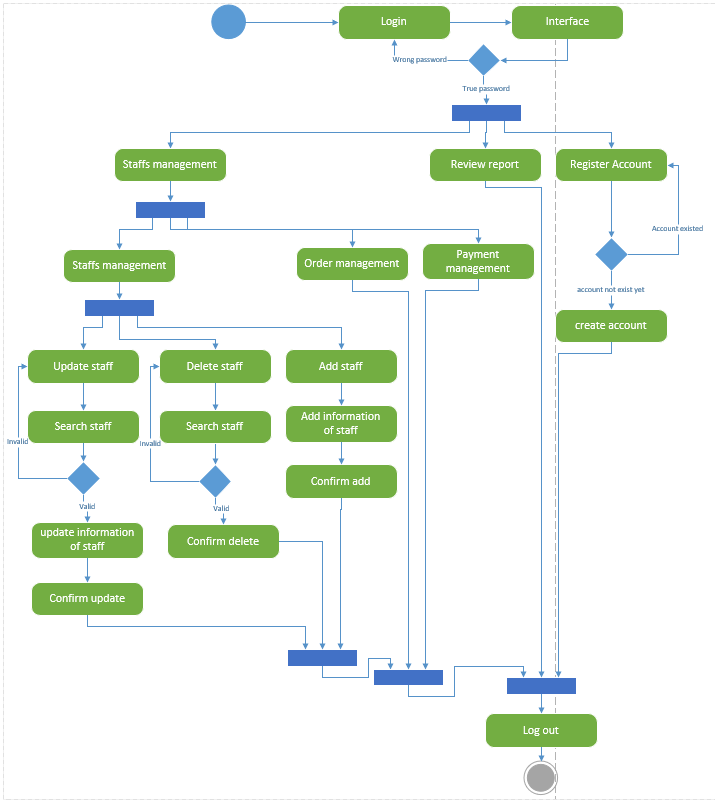 Login
Interface
Wrong password
True password
Staffs management
Review report
Register Account
Account existed
Staffs management
Order management
Payment
management
account not exist yet
create account
Update staff
Delete staff
Add staff
Search staff
Search staff
Add information
of staff
Invalid
Invalid
Confirm add
Valid
Valid
update information
of staff
Confirm delete
Confirm update
Log out